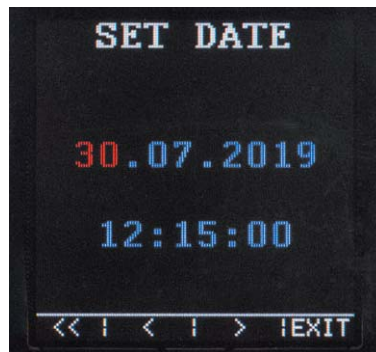 SET DATE
30.07.2019
12:15:00
<< ¦ < ¦ > ¦EXIT